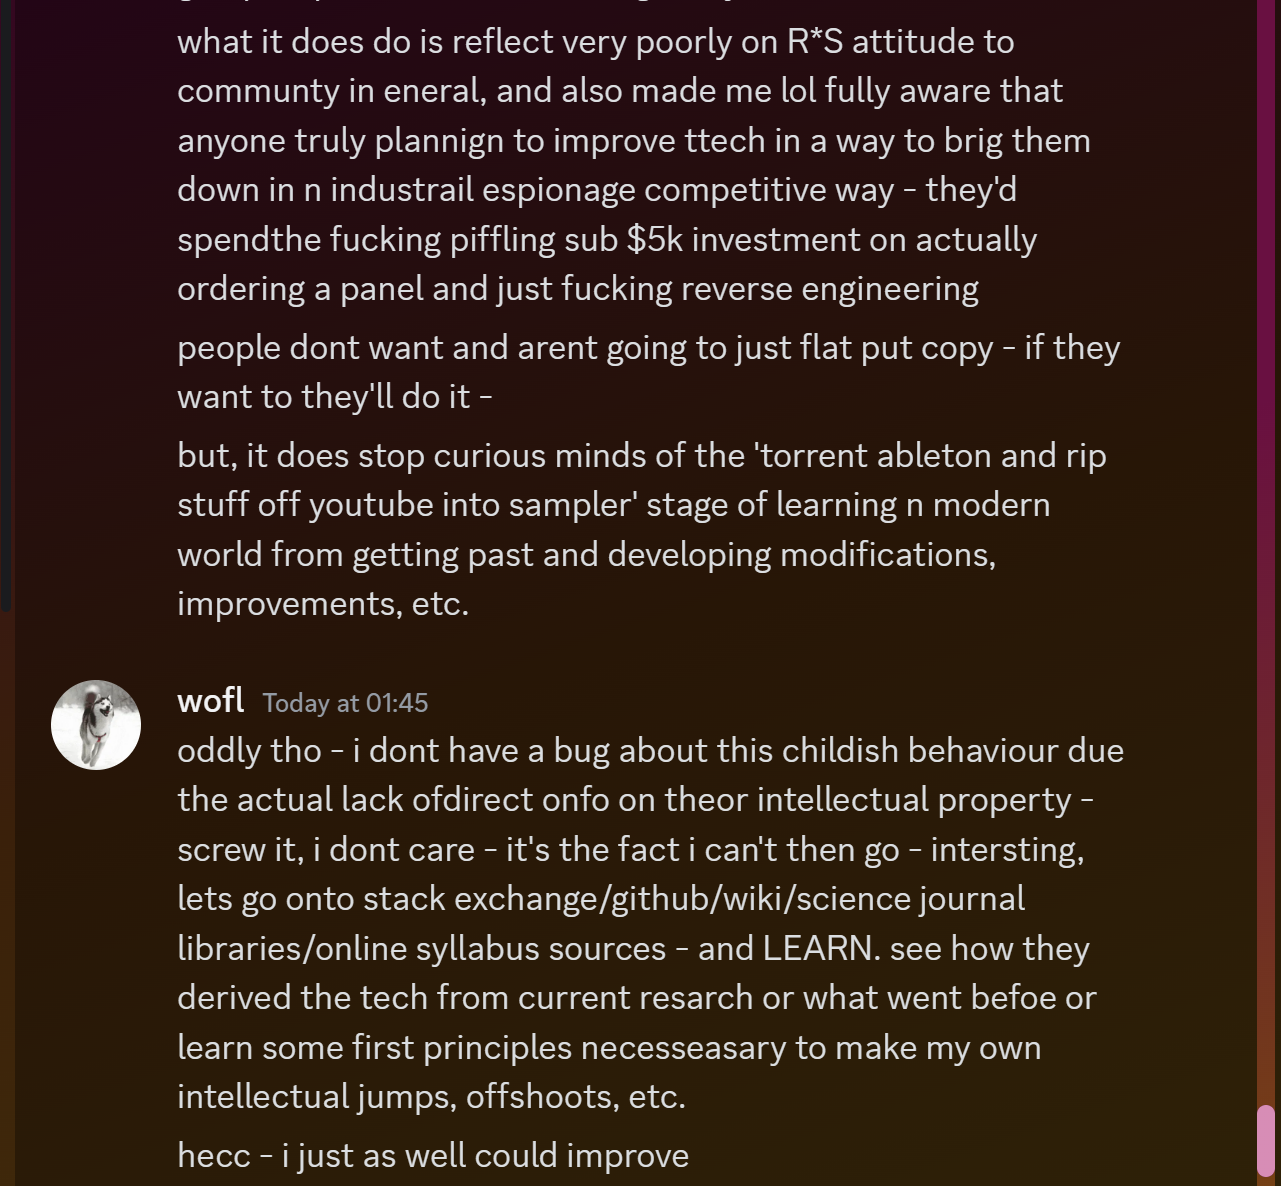 what it does do is reflect very poorly on R*S attitude to
communty in eneral, and also made me lol fully aware that
anyone truly plannign to improve ttech in a way to brig them
down in n industrail espionage competitive way - they'd
spendthe fucking piffling sub $5k investment on actually
ordering a panel and just fucking reverse engineering
people dont want and arent going to just flat put copy - if they
want to they'll do it -
but, it does stop curious minds of the 'torrent ableton and rip
stuff off youtube into sampler' stage of learning n modern
world from getting past and developing modifications,
improvements, etc.
wofl Today at 01:45
oddly tho - i dont have a bug about this childish behaviour due
the actual lack ofdirect onfo on theor intellectual property -
screw it, i dont care - it's the fact i can't then go - intersting,
lets go onto stack exchange/github/wiki/science journal
libraries/online syllabus sources - and LEARN. see how they
derived the tech from current resarch or what went befoe or
learn some first principles necesseasary to make my own
intellectual jumps, offshoots, etc.
hecc - i just as well could improve